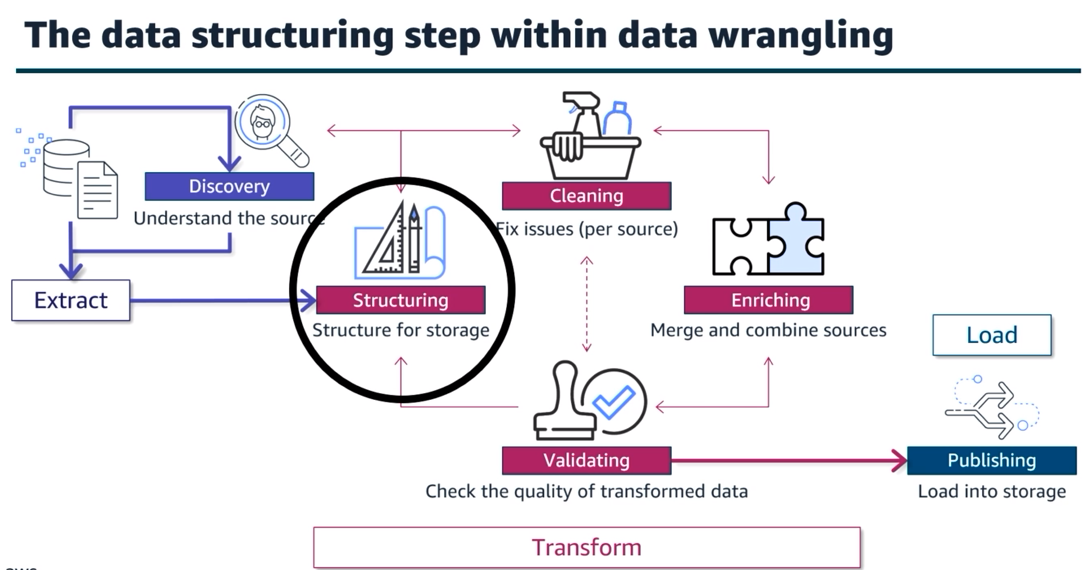 The data structuring step within data wrangling
Discovery
Understand the source
Cleaning
Fix issues (per source)
Extract
Structuring
Structure for storage
Enriching
Merge and combine sources
Load
Validating
Check the quality of transformed data
Publishing
Load into storage
Transform